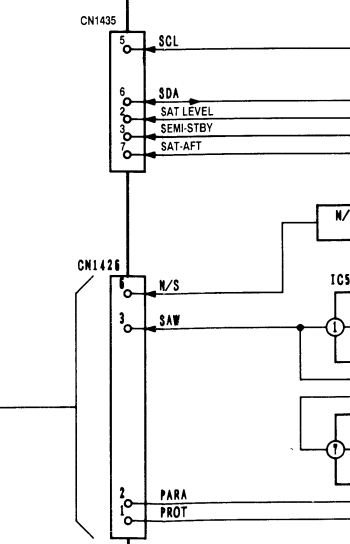 CN1435
5 SCL
6 SDA
2 SAT LEVEL
3 SEMI-STBY
7 SAT-AFT
N/
CN1426
6 N/S
IC5
3 SAW
1
T
2 PARA
1 PROT